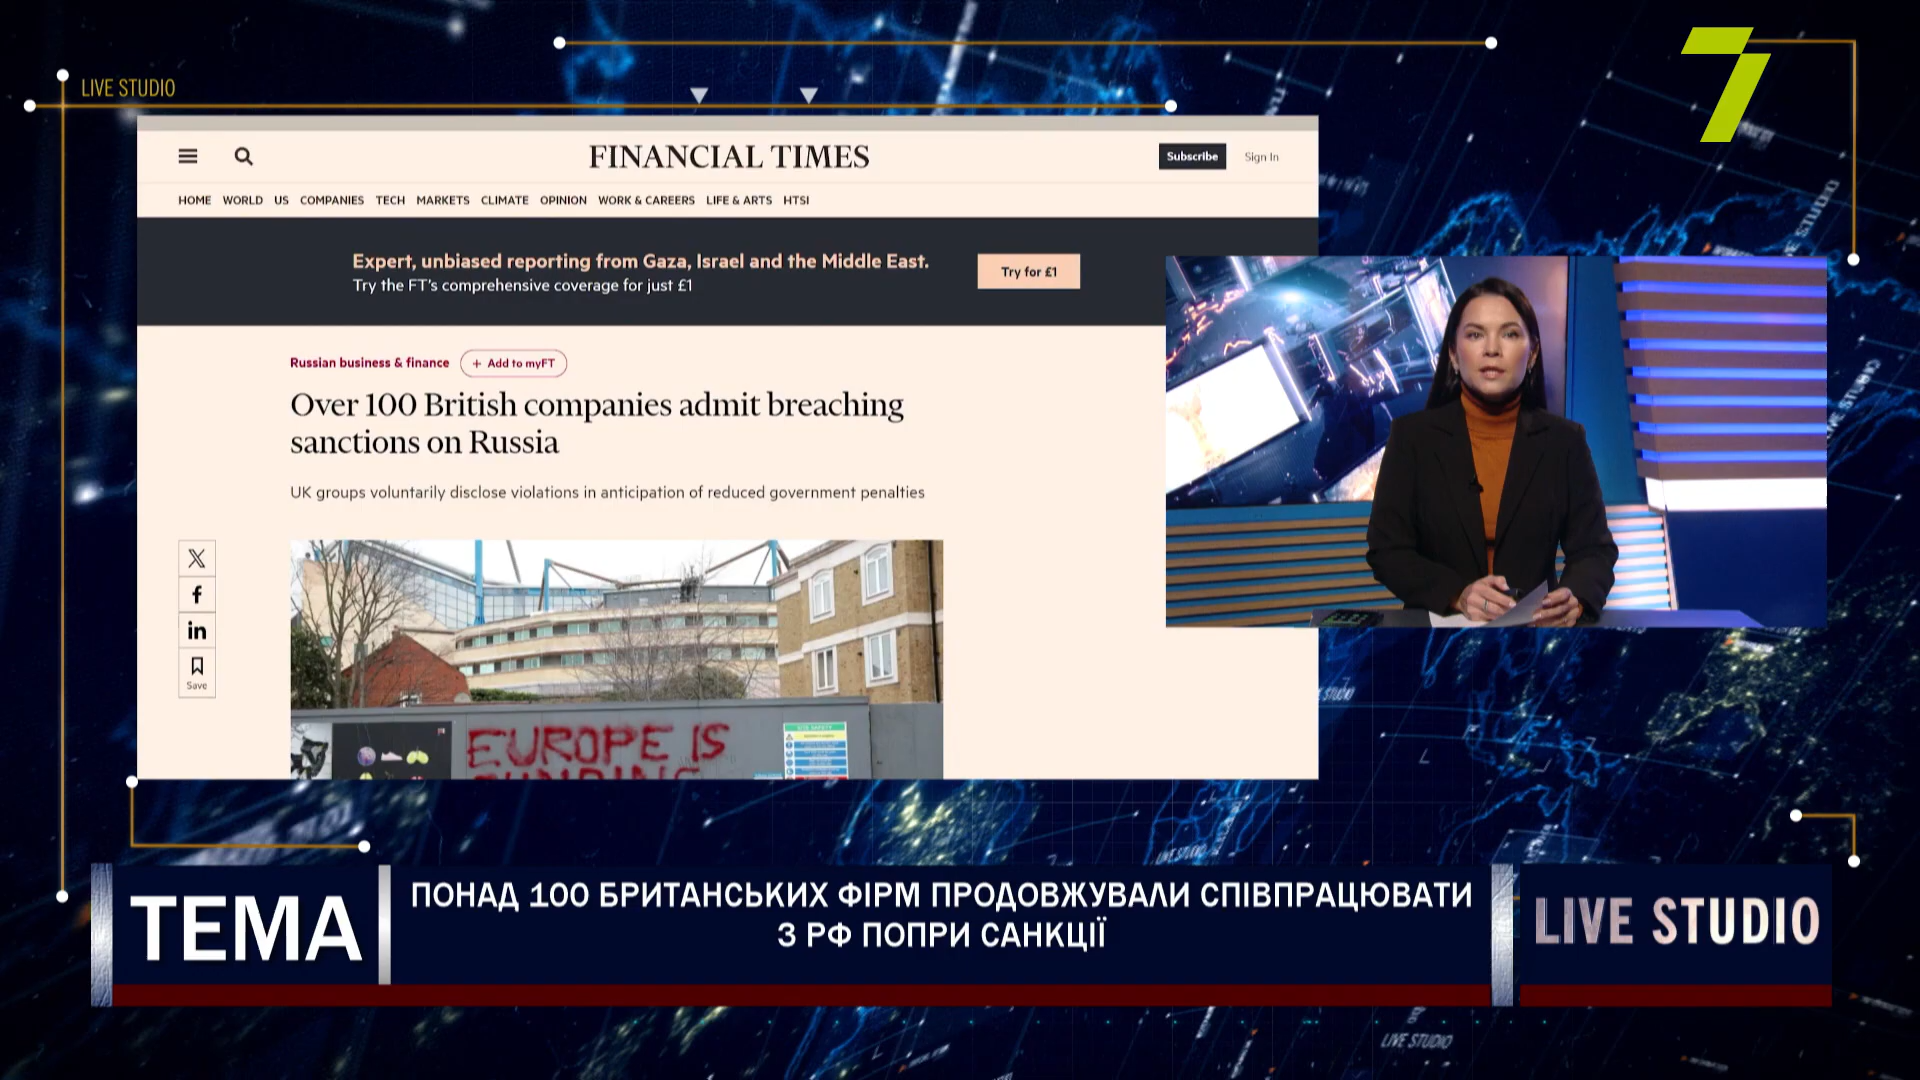 LIVE STUDIO
7
FINANCIAL TIMES
Subscribe
Sign In
HOME WORLD US COMPANIES TECH MARKETS CLIMATE OPINION WORK & CAREERS LIFE & ARTS HTSI
Expert, unbiased reporting from Gaza, Israel and the Middle East.
Try the FT's comprehensive coverage for just £1
Try for £1
Russian business & finance
+ Add to myFT
Over 100 British companies admit breaching
sanctions on Russia
UK groups voluntarily disclose violations in anticipation of reduced government penalties
X
f
in
Save
EUROPE IS
ТЕМА
ПОНАД 100 БРИТАНСЬКИХ ФІРМ ПРОДОВЖУВАЛИ СПІВПРАЦЮВАТИ
З РФ ПОПРИ САНКЦІЇ
LIVE STUDIO
LIVE STUDIO